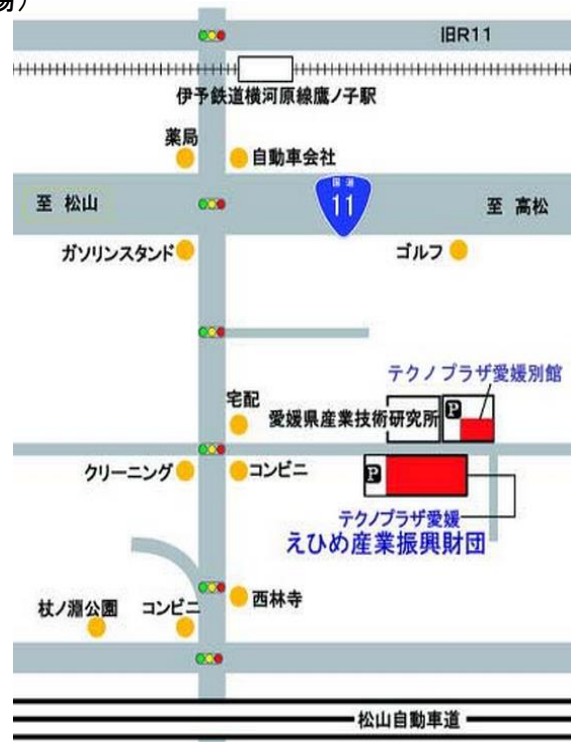 場）
旧R11
伊予鉄道横河原線鷹ノ子駅
薬局
自動車会社
至 松山
国道
11
至 高松
ガソリンスタンド
ゴルフ
テクノプラザ愛媛別館
宅配
愛媛県産業技術研究所
P
クリーニング
コンビニ
P
テクノプラザ愛媛
えひめ産業振興財団
西林寺
杖ノ淵公園
コンビニ
松山自動車道